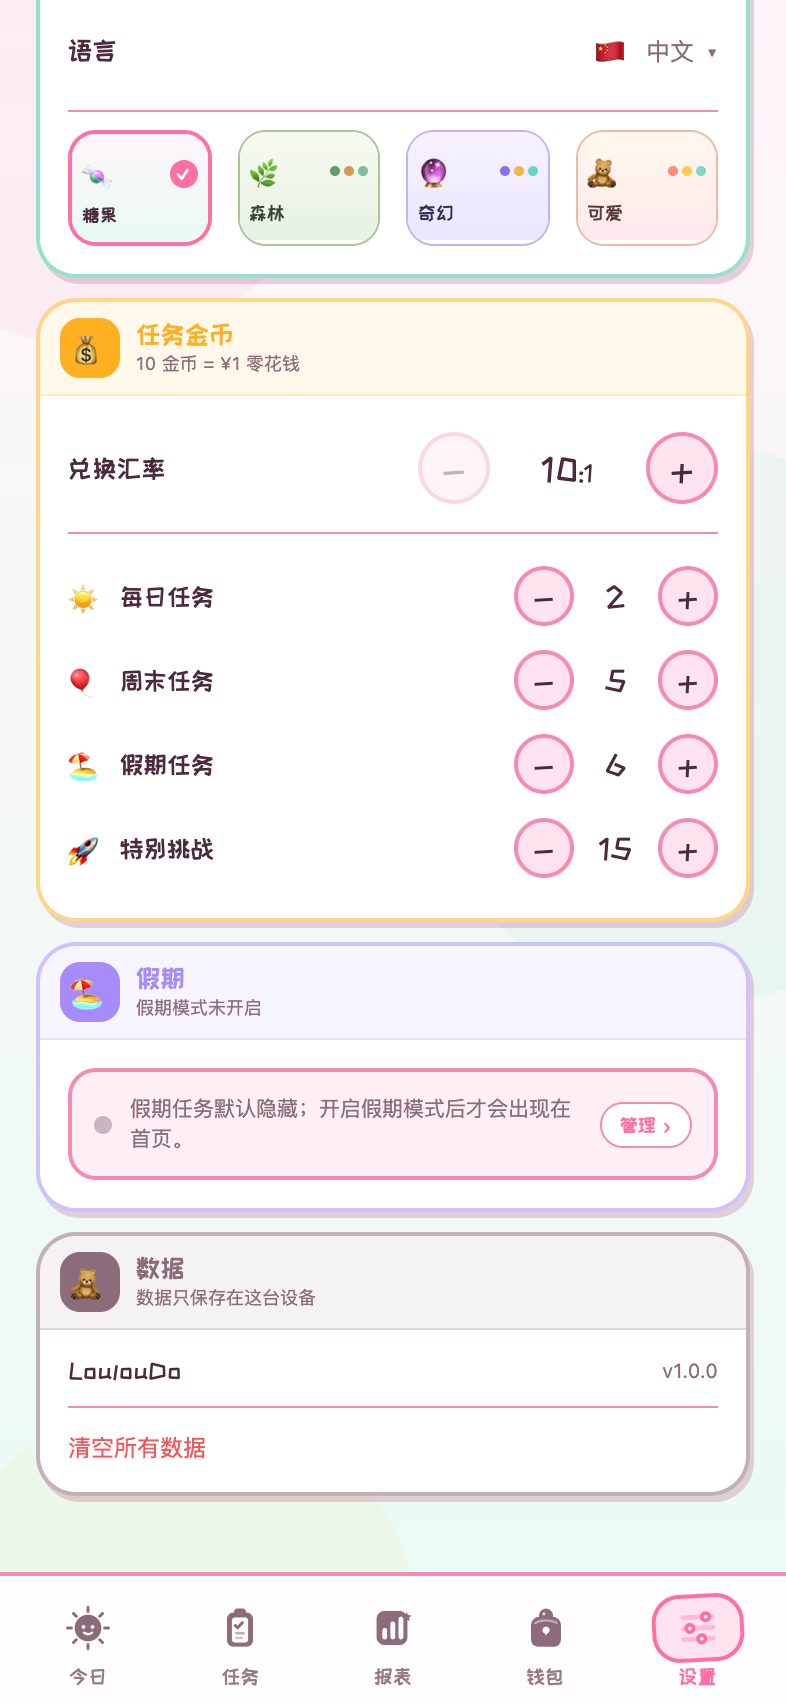 语言
中文 ▾
糖果
森林
奇幻
可爱
任务金币
10 金币 = ¥1 零花钱
兑换汇率
− 10:1 +
每日任务
− 2 +
周末任务
− 5 +
假期任务
− 6 +
特别挑战
− 15 +
假期
假期模式未开启
假期任务默认隐藏；开启假期模式后才会出现在
首页。
管理 ›
数据
数据只保存在这台设备
LoulouDo
v1.0.0
清空所有数据
今日
任务
报表
钱包
设置